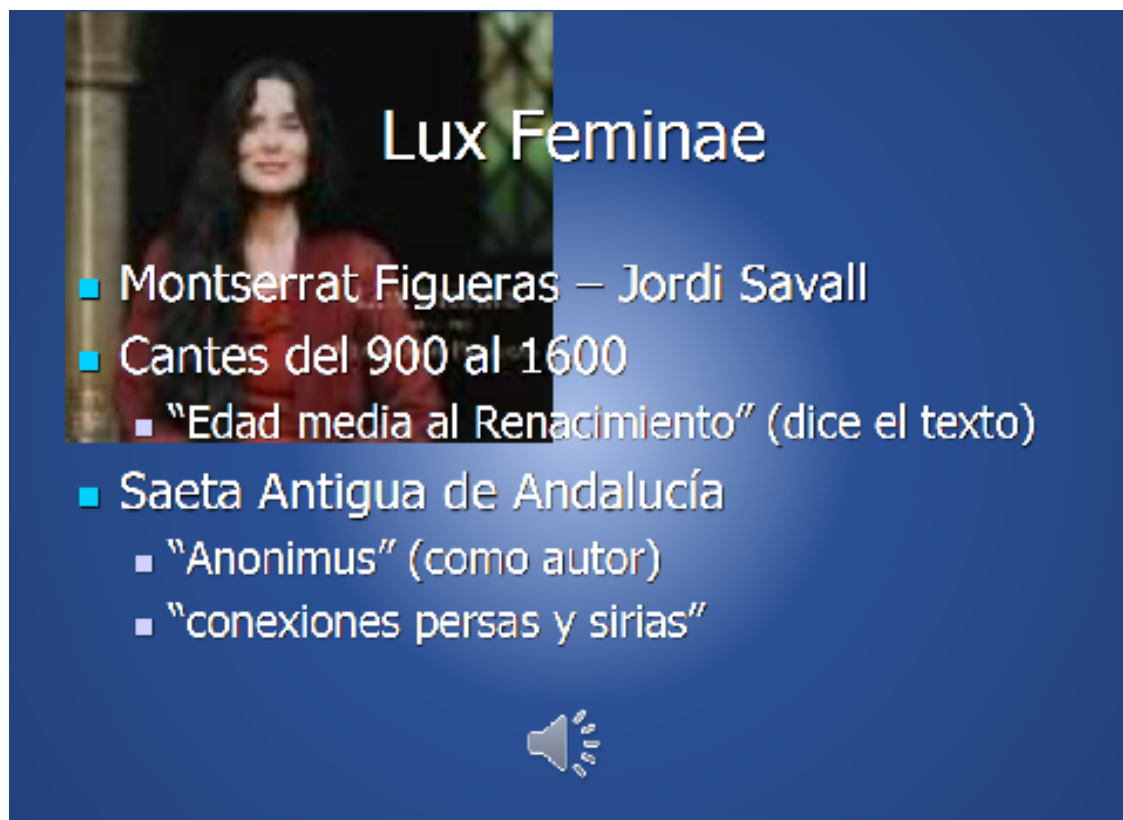 Lux Feminae
Montserrat Figueras – Jordi Savall
Cantes del 900 al 1600
“Edad media al Renacimiento” (dice el texto)
Saeta Antigua de Andalucía
“Anonimus” (como autor)
“conexiones persas y sirias”